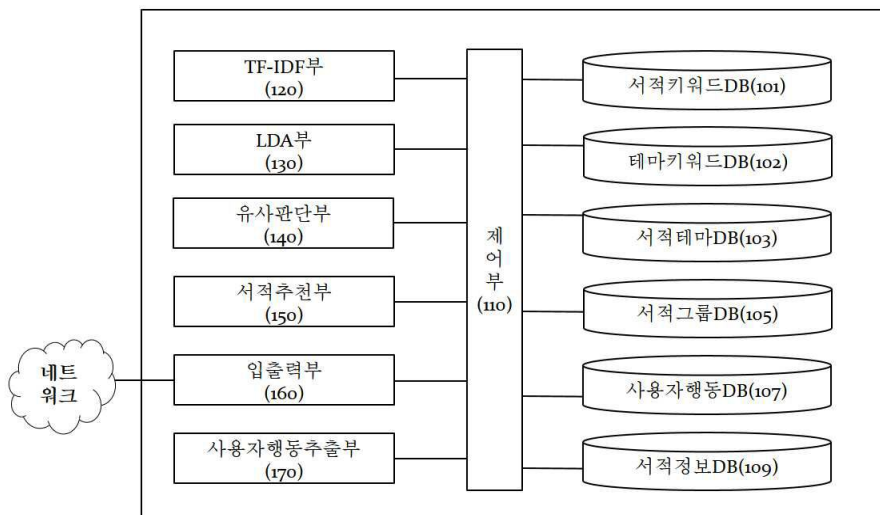 TF-IDF부
(120)
LDA부
(130)
유사판단부
(140)
서적추천부
(150)
입출력부
(160)
사용자행동추출부
(170)
네트
워크
제
어
부
(110)
서적키워드DB(101)
테마키워드DB(102)
서적테마DB(103)
서적그룹DB(105)
사용자행동DB(107)
서적정보DB(109)